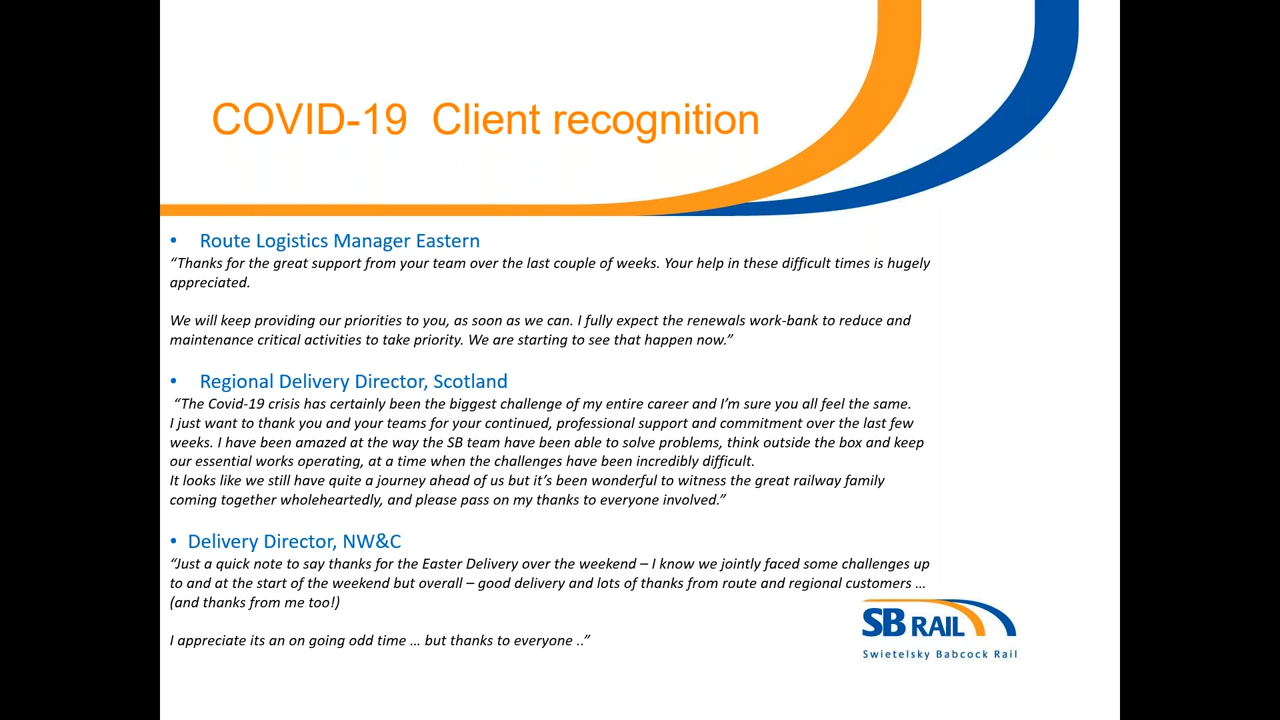 COVID-19 Client recognition
• Route Logistics Manager Eastern
“Thanks for the great support from your team over the last couple of weeks. Your help in these difficult times is hugely
appreciated.
We will keep providing our priorities to you, as soon as we can. I fully expect the renewals work-bank to reduce and
maintenance critical activities to take priority. We are starting to see that happen now.”
• Regional Delivery Director, Scotland
“The Covid-19 crisis has certainly been the biggest challenge of my entire career and I’m sure you all feel the same.
I just want to thank you and your teams for your continued, professional support and commitment over the last few
weeks. I have been amazed at the way the SB team have been able to solve problems, think outside the box and keep
our essential works operating, at a time when the challenges have been incredibly difficult.
It looks like we still have quite a journey ahead of us but it’s been wonderful to witness the great railway family
coming together wholeheartedly, and please pass on my thanks to everyone involved.”
• Delivery Director, NW&C
“Just a quick note to say thanks for the Easter Delivery over the weekend – I know we jointly faced some challenges up
to and at the start of the weekend but overall – good delivery and lots of thanks from route and regional customers …
(and thanks from me too!)
I appreciate its an on going odd time … but thanks to everyone ..”
SB RAIL
Swietelsky Babcock Rail